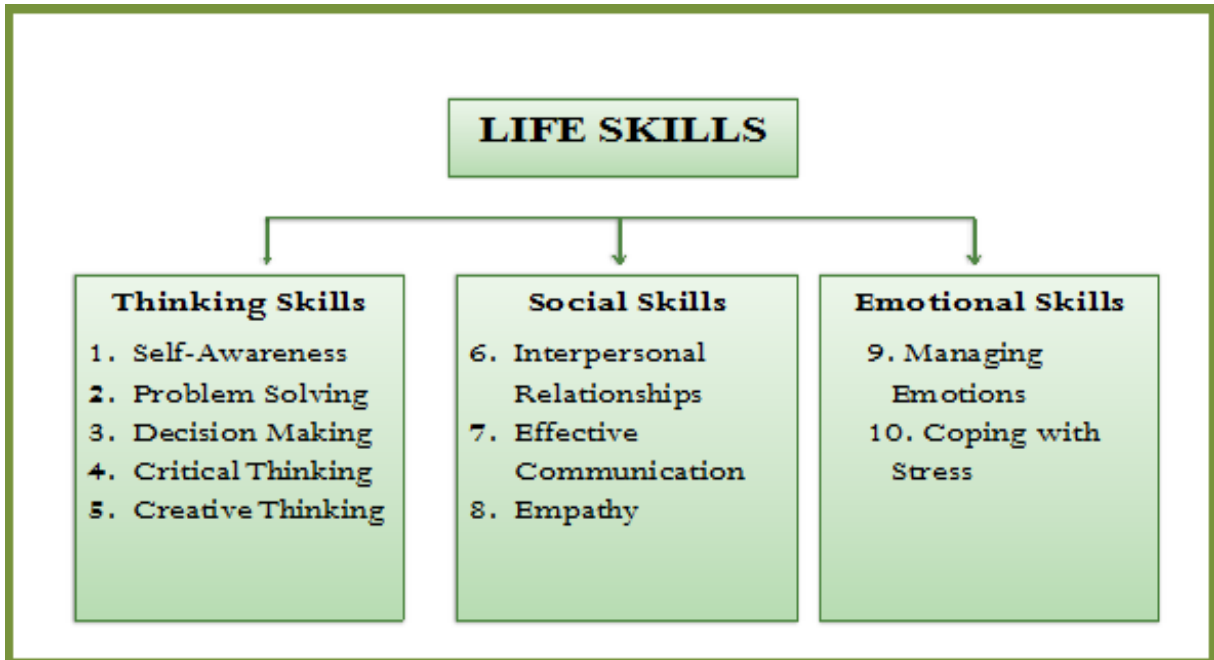 LIFE SKILLS
Thinking Skills
1. Self-Awareness
2. Problem Solving
3. Decision Making
4. Critical Thinking
5. Creative Thinking
Social Skills
6. Interpersonal
Relationships
7. Effective
Communication
8. Empathy
Emotional Skills
9. Managing
Emotions
10. Coping with
Stress